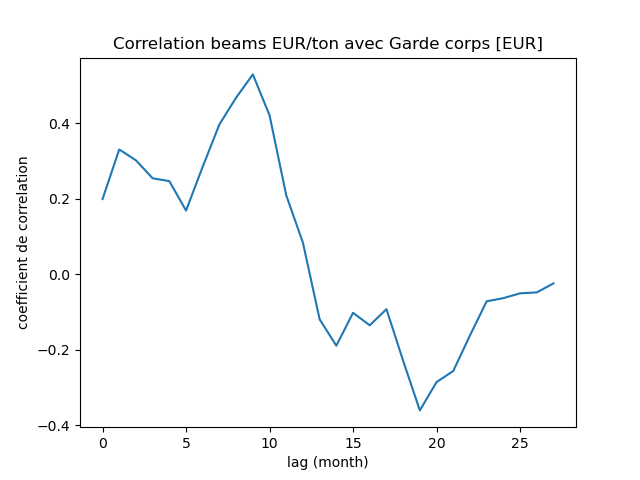 Correlation beams EUR/ton avec Garde corps [EUR]
coefficient de correlation
0.4
0.2
0.0
−0.2
−0.4
0 5 10 15 20 25
lag (month)